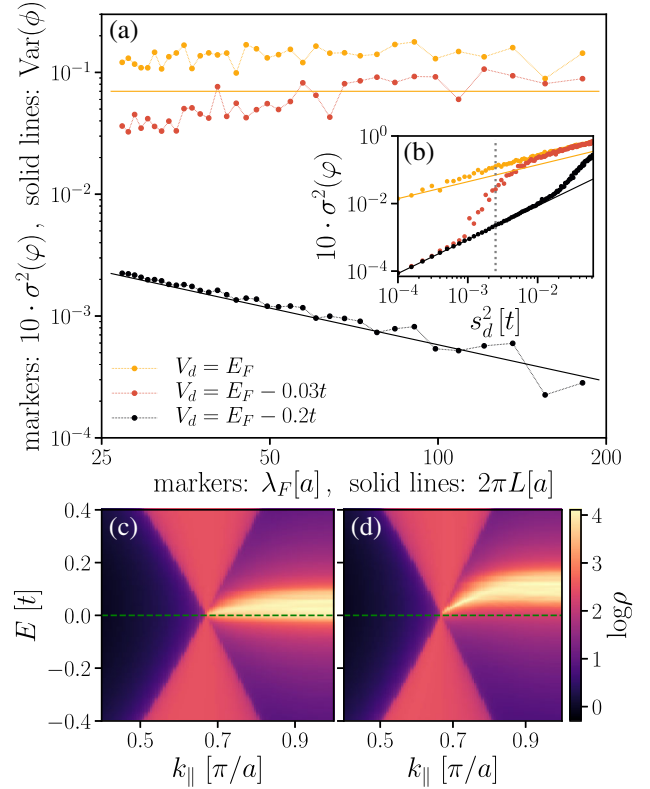 (a)
markers: 10 · σ²(φ) , solid lines: Var(ϕ)
10⁻¹
10⁻²
10⁻³
10⁻⁴
(b)
10 · σ²(φ)
10⁰
10⁻²
10⁻⁴
10⁻⁴ 10⁻³ 10⁻²
s_d² [t]
V_d = E_F
V_d = E_F − 0.03t
V_d = E_F − 0.2t
25 50 100 200
markers: λ_F[a] , solid lines: 2πL[a]
(c) (d)
E [t]
0.4
0.2
0.0
−0.2
−0.4
0.5 0.7 0.9 0.5 0.7 0.9
k_∥ [π/a] k_∥ [π/a]
4
3
2
1
0
logρ